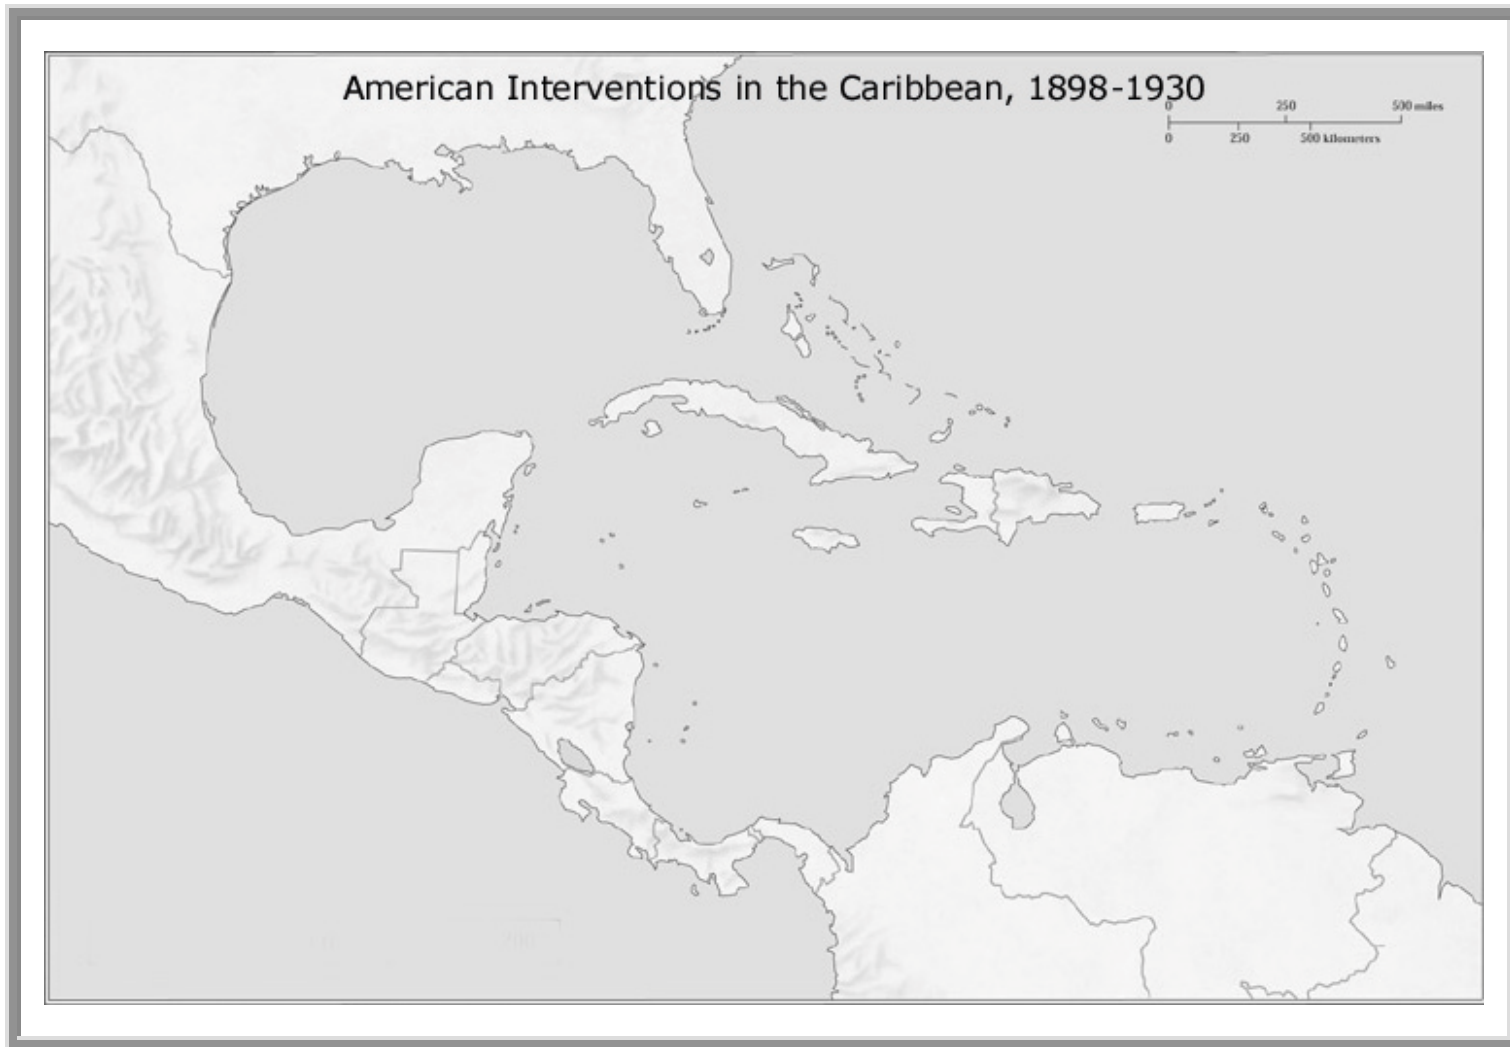 American Interventions in the Caribbean, 1898-1930
0 250 500 miles
0 250 500 kilometers